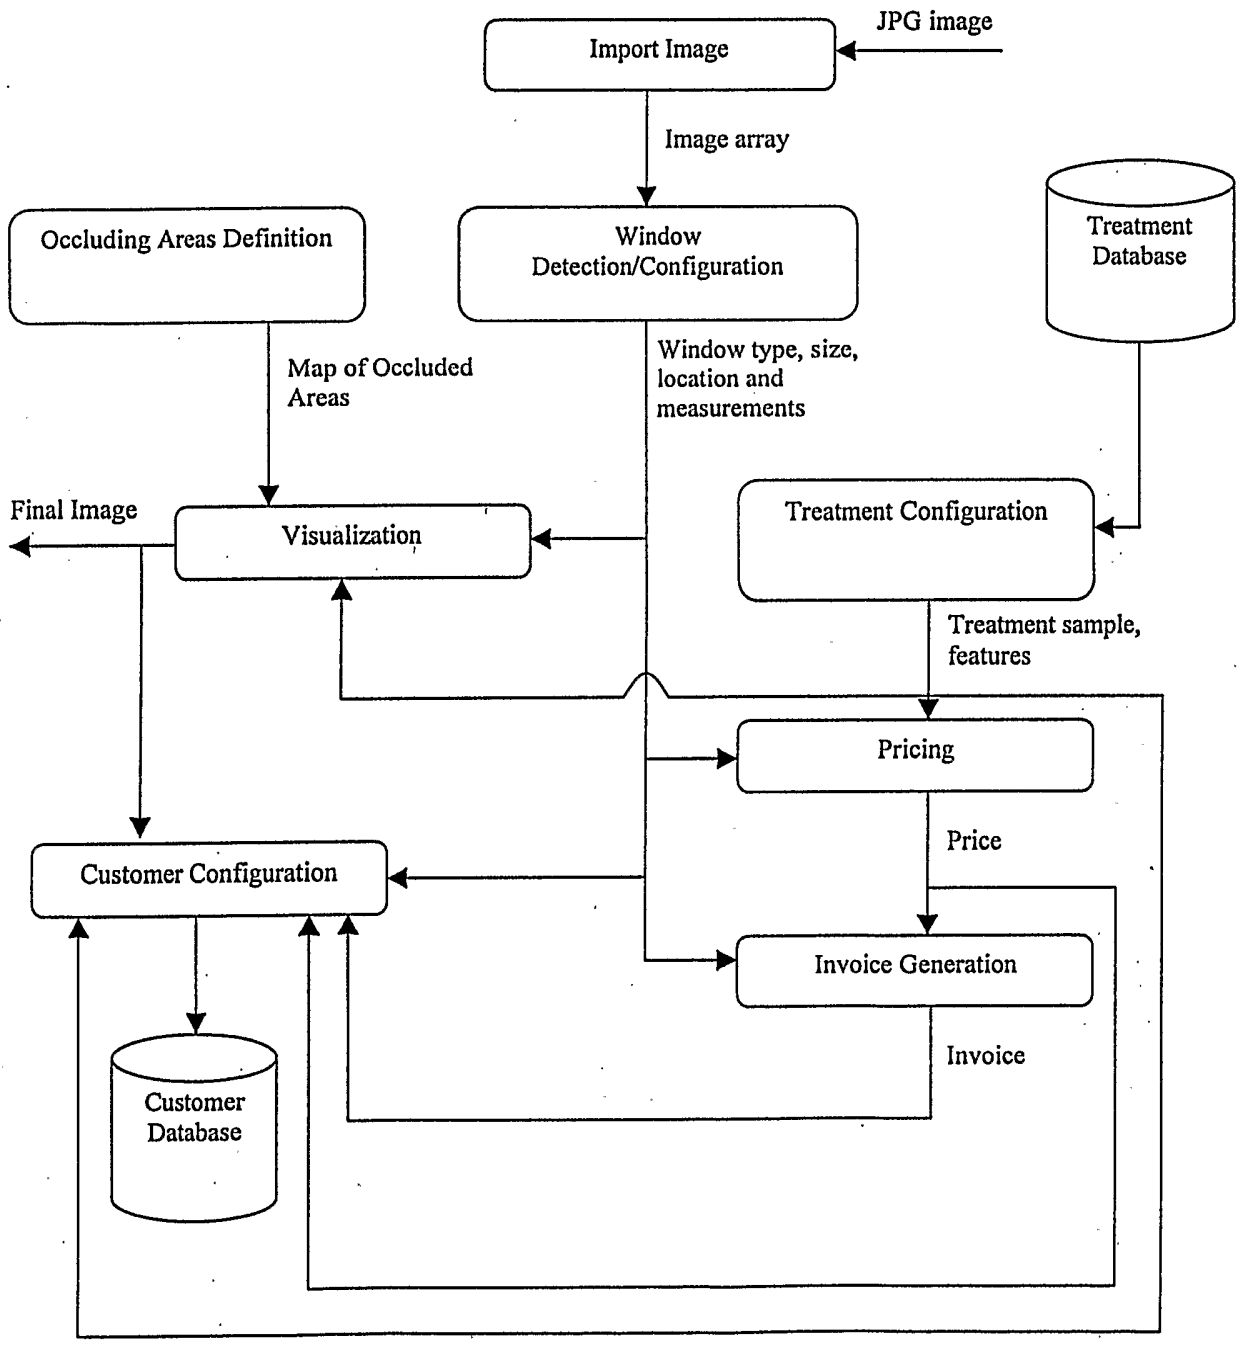 JPG image
Import Image
Image array
Treatment
Database
Occluding Areas Definition
Window
Detection/Configuration
Map of Occluded
Areas
Window type, size,
location and
measurements
Final Image
Visualization
Treatment Configuration
Treatment sample,
features
Pricing
Price
Customer Configuration
Invoice Generation
Invoice
Customer
Database